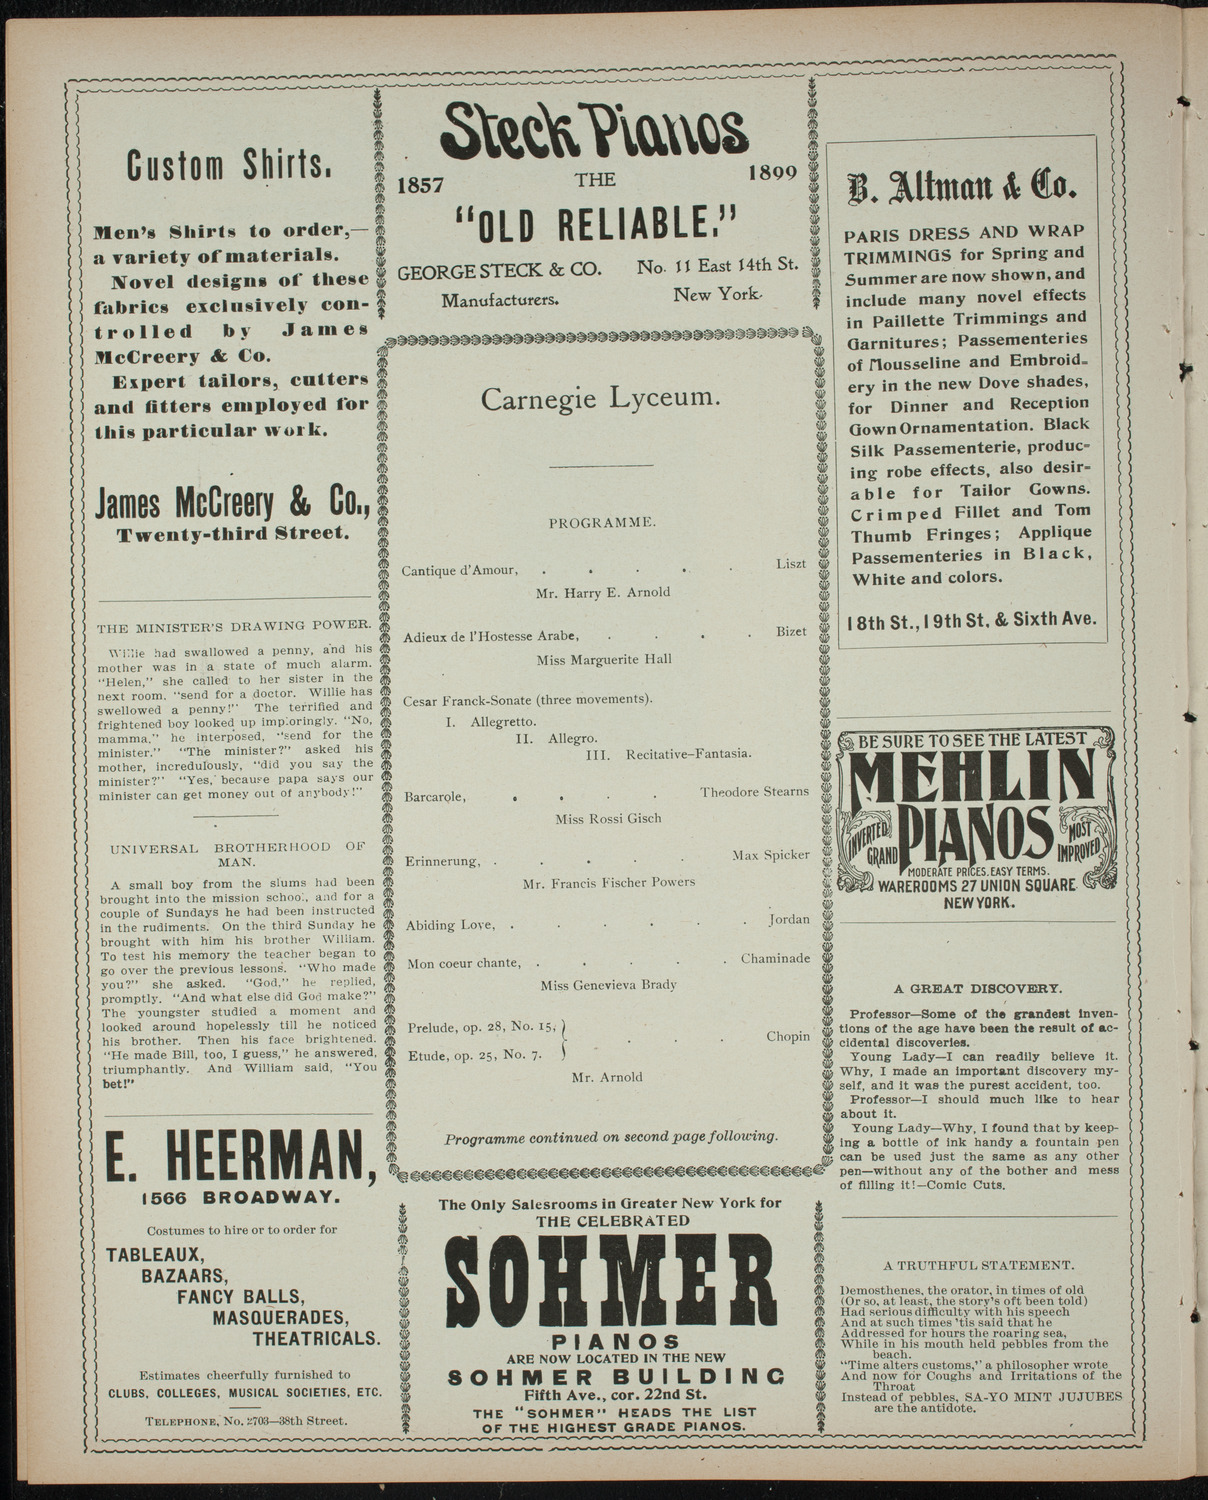 Custom Shirts.
Men's Shirts to order,—
a variety of materials.
Novel designs of these
fabrics exclusively con-
trolled by James
McCreery & Co.
Expert tailors, cutters
and fitters employed for
this particular work.
James McCreery & Co.,
Twenty-third Street.
THE MINISTER'S DRAWING POWER.
Willie had swallowed a penny, and his
mother was in a state of much alarm.
"Helen," she called to her sister in the
next room, "send for a doctor. Willie has
swallowed a penny!" The terrified and
frightened boy looked up imploringly. "No,
mamma," he interposed, "send for the
minister." "The minister?" asked his
mother, incredulously, "did you say the
minister?" "Yes, because papa says our
minister can get money out of anybody!"
UNIVERSAL BROTHERHOOD OF
MAN.
A small boy from the slums had been
brought into the mission school, and for a
couple of Sundays he had been instructed
in the rudiments. On the third Sunday he
brought with him his brother William.
To test his memory the teacher began to
go over the previous lessons. "Who made
you?" she asked. "God," he replied,
promptly. "And what else did God make?"
The youngster studied a moment and
looked around hopelessly till he noticed
his brother. Then his face brightened.
"He made Bill, too, I guess," he answered,
triumphantly. And William said, "You
bet!"
E. HEERMAN,
1566 BROADWAY.
Costumes to hire or to order for
TABLEAUX,
BAZAARS,
FANCY BALLS,
MASQUERADES,
THEATRICALS.
Estimates cheerfully furnished to
CLUBS, COLLEGES, MUSICAL SOCIETIES, ETC.
TELEPHONE, No. 2703—38th Street.
Steck Pianos
1857 THE 1899
"OLD RELIABLE."
GEORGE STECK & CO. No. 11 East 14th St.
Manufacturers. New York.
Carnegie Lyceum.
PROGRAMME.
Cantique d'Amour, . . . . . Liszt
Mr. Harry E. Arnold
Adieux de l'Hostesse Arabe, . . . . Bizet
Miss Marguerite Hall
Cesar Franck-Sonate (three movements).
I. Allegretto.
II. Allegro.
III. Recitative-Fantasia.
Barcarole, . . . . Theodore Stearns
Miss Rossi Gisch
Erinnerung, . . . . . Max Spicker
Mr. Francis Fischer Powers
Abiding Love, . . . . . . Jordan
Mon coeur chante, . . . . . Chaminade
Miss Genevieva Brady
Prelude, op. 28, No. 15, }
. . . Chopin
Etude, op. 25, No. 7. }
Mr. Arnold
Programme continued on second page following.
The Only Salesrooms in Greater New York for
THE CELEBRATED
SOHMER
PIANOS
ARE NOW LOCATED IN THE NEW
SOHMER BUILDING
Fifth Ave., cor. 22nd St.
THE "SOHMER" HEADS THE LIST
OF THE HIGHEST GRADE PIANOS.
B. Altman & Co.
PARIS DRESS AND WRAP
TRIMMINGS for Spring and
Summer are now shown, and
include many novel effects
in Paillette Trimmings and
Garnitures; Passementeries
of Mousseline and Embroid-
ery in the new Dove shades,
for Dinner and Reception
Gown Ornamentation. Black
Silk Passementerie, produc-
ing robe effects, also desir-
able for Tailor Gowns.
Crimped Fillet and Tom
Thumb Fringes; Applique
Passementeries in Black,
White and colors.
18th St., 19th St. & Sixth Ave.
BE SURE TO SEE THE LATEST
MEHLIN
PIANOS
INVERTED
GRAND
MOST
IMPROVED
MODERATE PRICES. EASY TERMS.
WAREROOMS 27 UNION SQUARE
NEW YORK.
A GREAT DISCOVERY.
Professor—Some of the grandest inven-
tions of the age have been the result of ac-
cidental discoveries.
Young Lady—I can readily believe it.
Why, I made an important discovery my-
self, and it was the purest accident, too.
Professor—I should much like to hear
about it.
Young Lady—Why, I found that by keep-
ing a bottle of ink handy a fountain pen
can be used just the same as any other
pen—without any of the bother and mess
of filling it!—Comic Cuts.
A TRUTHFUL STATEMENT.
Demosthenes, the orator, in times of old
(Or so, at least, the story's oft been told)
Had serious difficulty with his speech
And at such times 'tis said that he
Addressed for hours the roaring sea,
While in his mouth held pebbles from the
beach.
"Time alters customs," a philosopher wrote
And now for Coughs and Irritations of the
Throat
Instead of pebbles, SA-YO MINT JUJUBES
are the antidote.